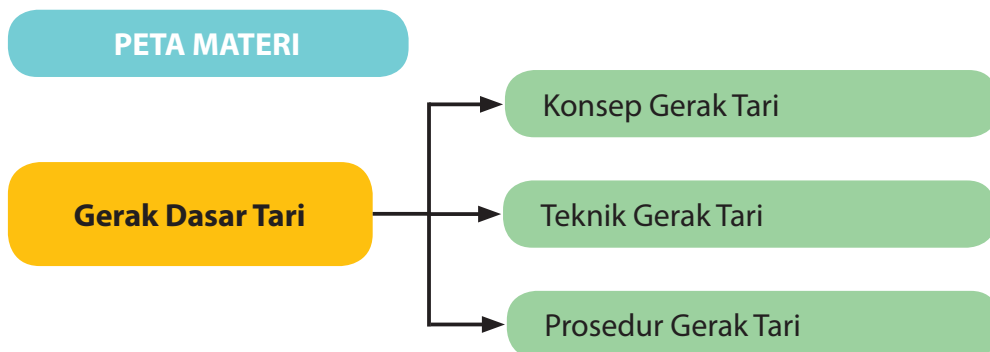 PETA MATERI
Konsep Gerak Tari
Gerak Dasar Tari
Teknik Gerak Tari
Prosedur Gerak Tari